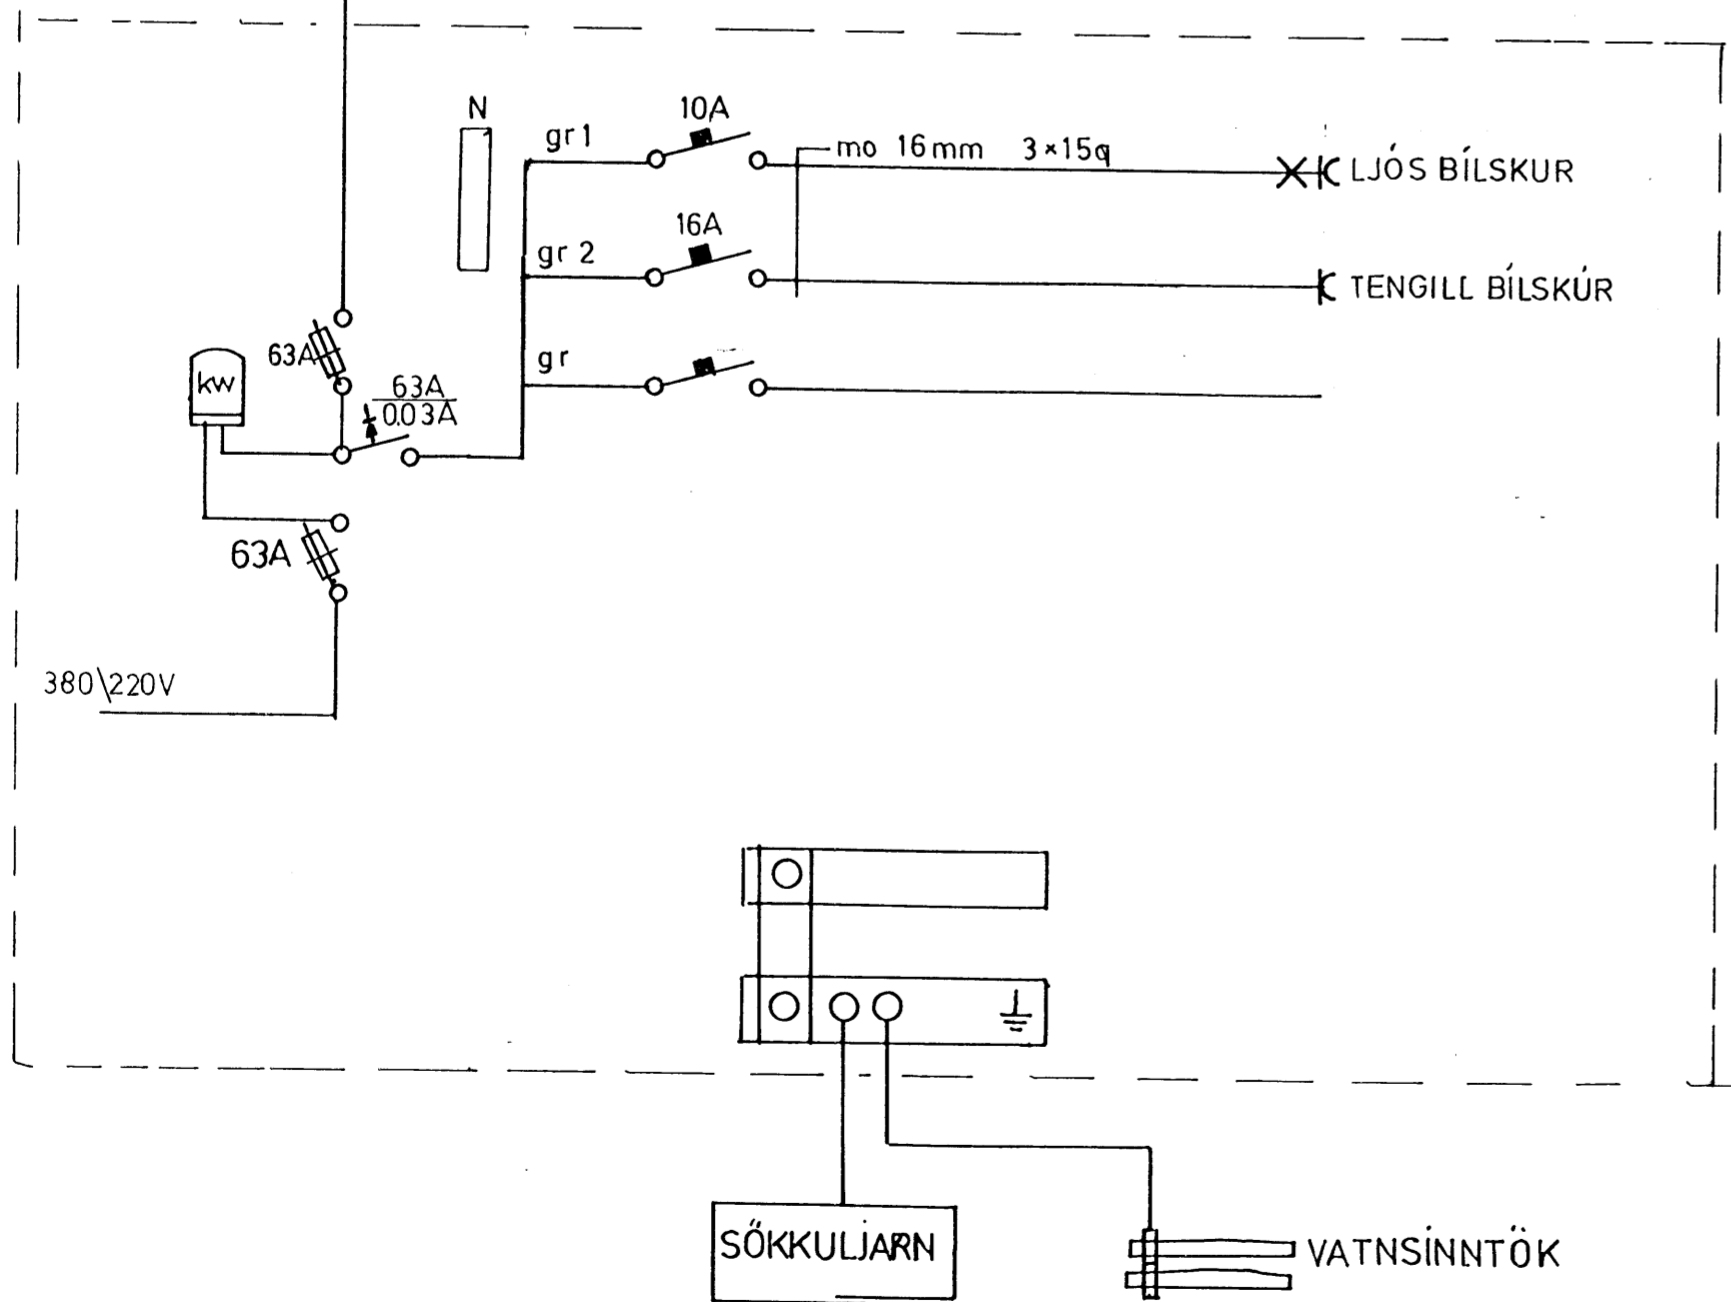 N
gr 1
10A
mo 16mm 3×15q
LJÓS BÍLSKUR
gr 2
16A
TENGILL BÍLSKÚR
gr
63A
kw
63A
0.03A
63A
380\220V
SÖKKULJARN
VATNSINNTÖK